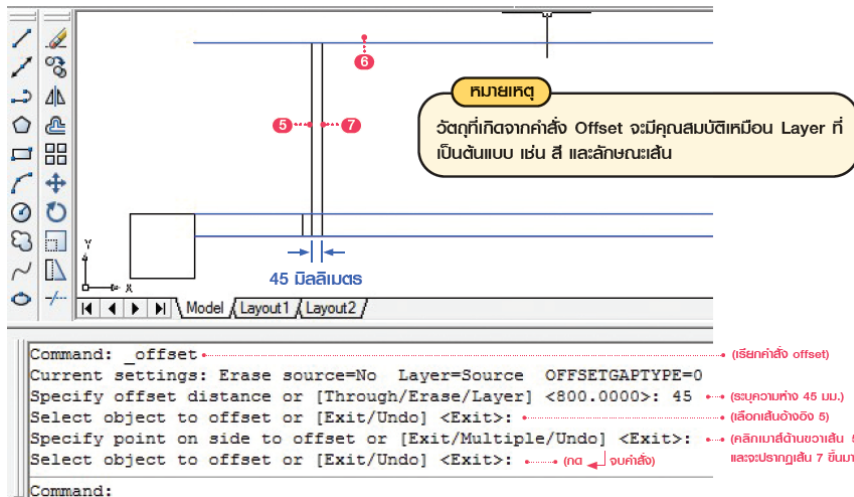 6
5
7
หมายเหตุ
วัตถุที่เกิดจากคำสั่ง Offset จะมีคุณสมบัติเหมือน Layer ที่
เป็นต้นแบบ เช่น สี และลักษณะเส้น
Y
X
45 มิลลิเมตร
Model Layout1 Layout2
Command: _offset (เรียกคำสั่ง offset)
Current settings: Erase source=No Layer=Source OFFSETGAPTYPE=0
Specify offset distance or [Through/Erase/Layer] <800.0000>: 45 (ระบุความห่าง 45 มม.)
Select object to offset or [Exit/Undo] <Exit>: (เลือกเส้นอ้างอิง 5)
Specify point on side to offset or [Exit/Multiple/Undo] <Exit>: (คลิกเมาส์ด้านขวาเส้น 5
และจะปรากฏเส้น 7 ขึ้นมา
Select object to offset or [Exit/Undo] <Exit>: (กด จบคำสั่ง)
Command: